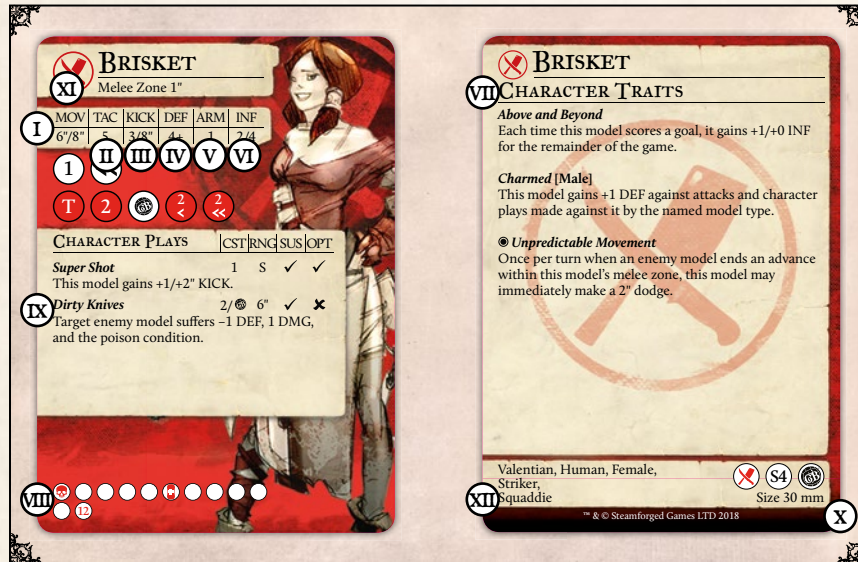 BRISKET
XI
Melee Zone 1"
MOV TAC KICK DEF ARM INF
I
6"/8" 5 3/8" 4+ 1 2/4
II III IV V VI
1
T 2 GB 2 < 2 <<
CHARACTER PLAYS CST RNG SUS OPT
Super Shot 1 S ✓ ✓
This model gains +1/+2" KICK.
IX
Dirty Knives 2/GB 6" ✓ ✗
Target enemy model suffers −1 DEF, 1 DMG,
and the poison condition.
VIII
12
BRISKET
VII
CHARACTER TRAITS
Above and Beyond
Each time this model scores a goal, it gains +1/+0 INF
for the remainder of the game.
Charmed [Male]
This model gains +1 DEF against attacks and character
plays made against it by the named model type.
Unpredictable Movement
Once per turn when an enemy model ends an advance
within this model's melee zone, this model may
immediately make a 2" dodge.
Valentian, Human, Female,
Striker,
S4 GB
XII
Squaddie
Size 30 mm
™ & © Steamforged Games LTD 2018
X